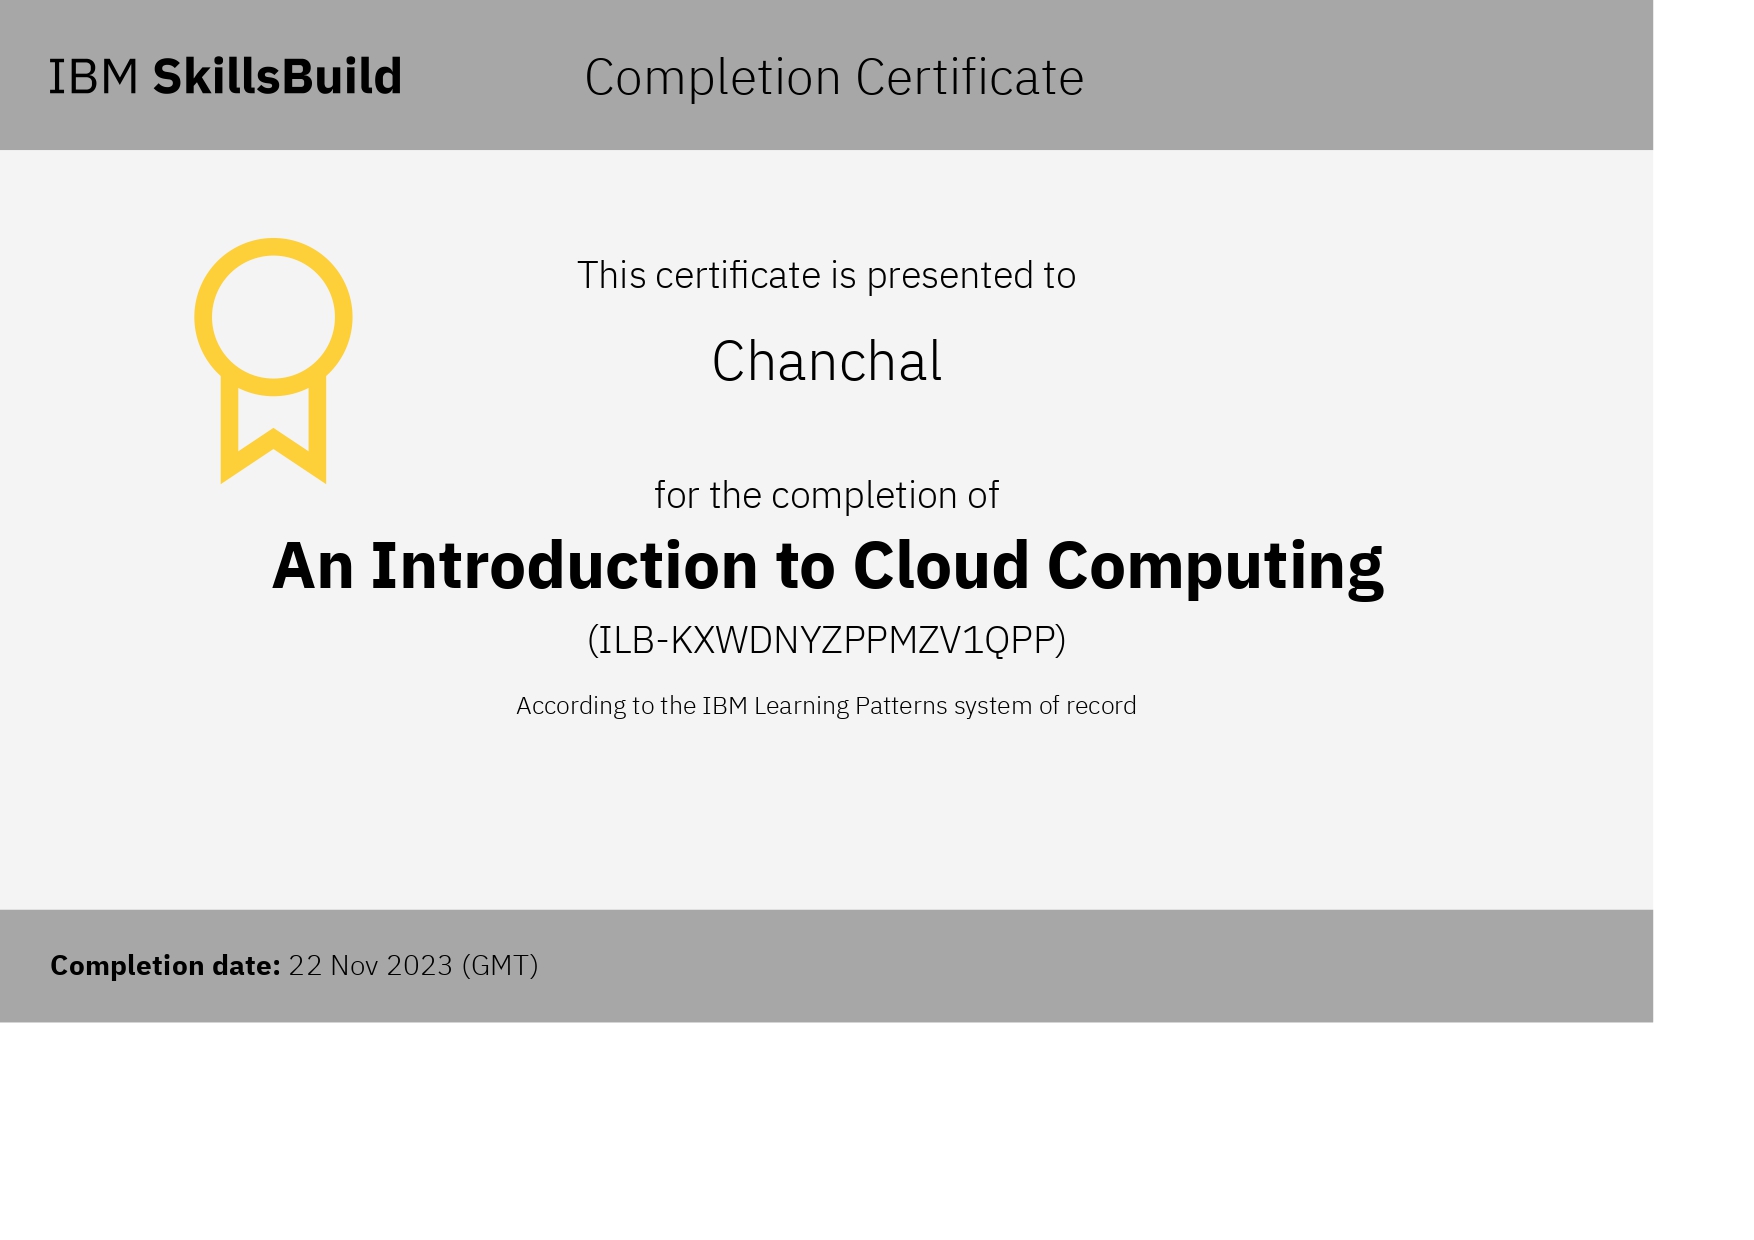 IBM SkillsBuild
Completion Certificate
This certificate is presented to
Chanchal
for the completion of
An Introduction to Cloud Computing
(ILB-KXWDNYZPPMZV1QPP)
According to the IBM Learning Patterns system of record
Completion date: 22 Nov 2023 (GMT)